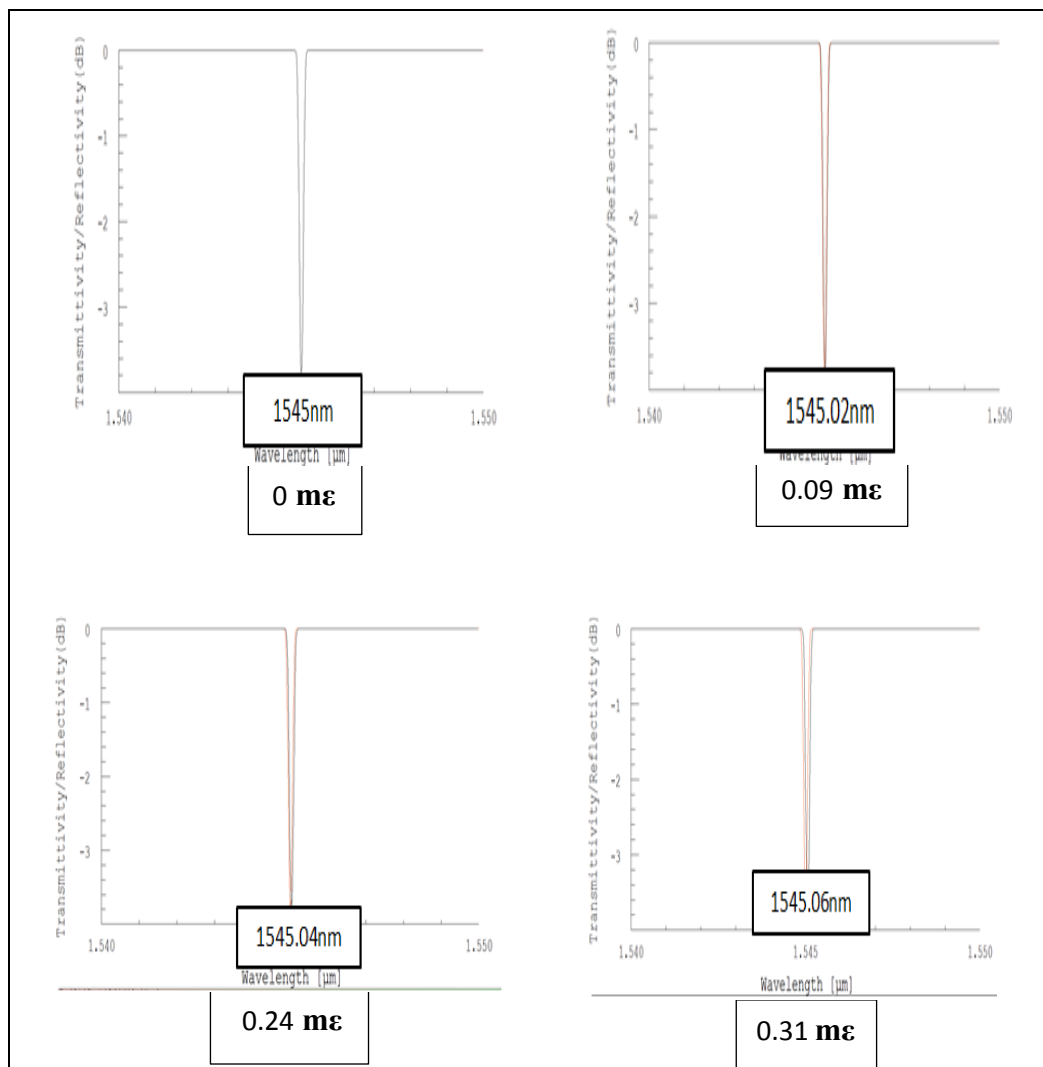 Transmittivity/Reflectivity(dB)
0
-1
-2
-3
1.540
1.550
1545nm
Wavelength [µm]
0 mε
Transmittivity/Reflectivity(dB)
0
-1
-2
-3
1.540
1.550
1545.02nm
Wavelength [µm]
0.09 mε
Transmittivity/Reflectivity(dB)
0
-1
-2
-3
1.540
1.550
1545.04nm
Wavelength [µm]
0.24 mε
Transmittivity/Reflectivity(dB)
0
-1
-2
-3
1545.06nm
1.540
1.545
1.550
Wavelength [µm]
0.31 mε